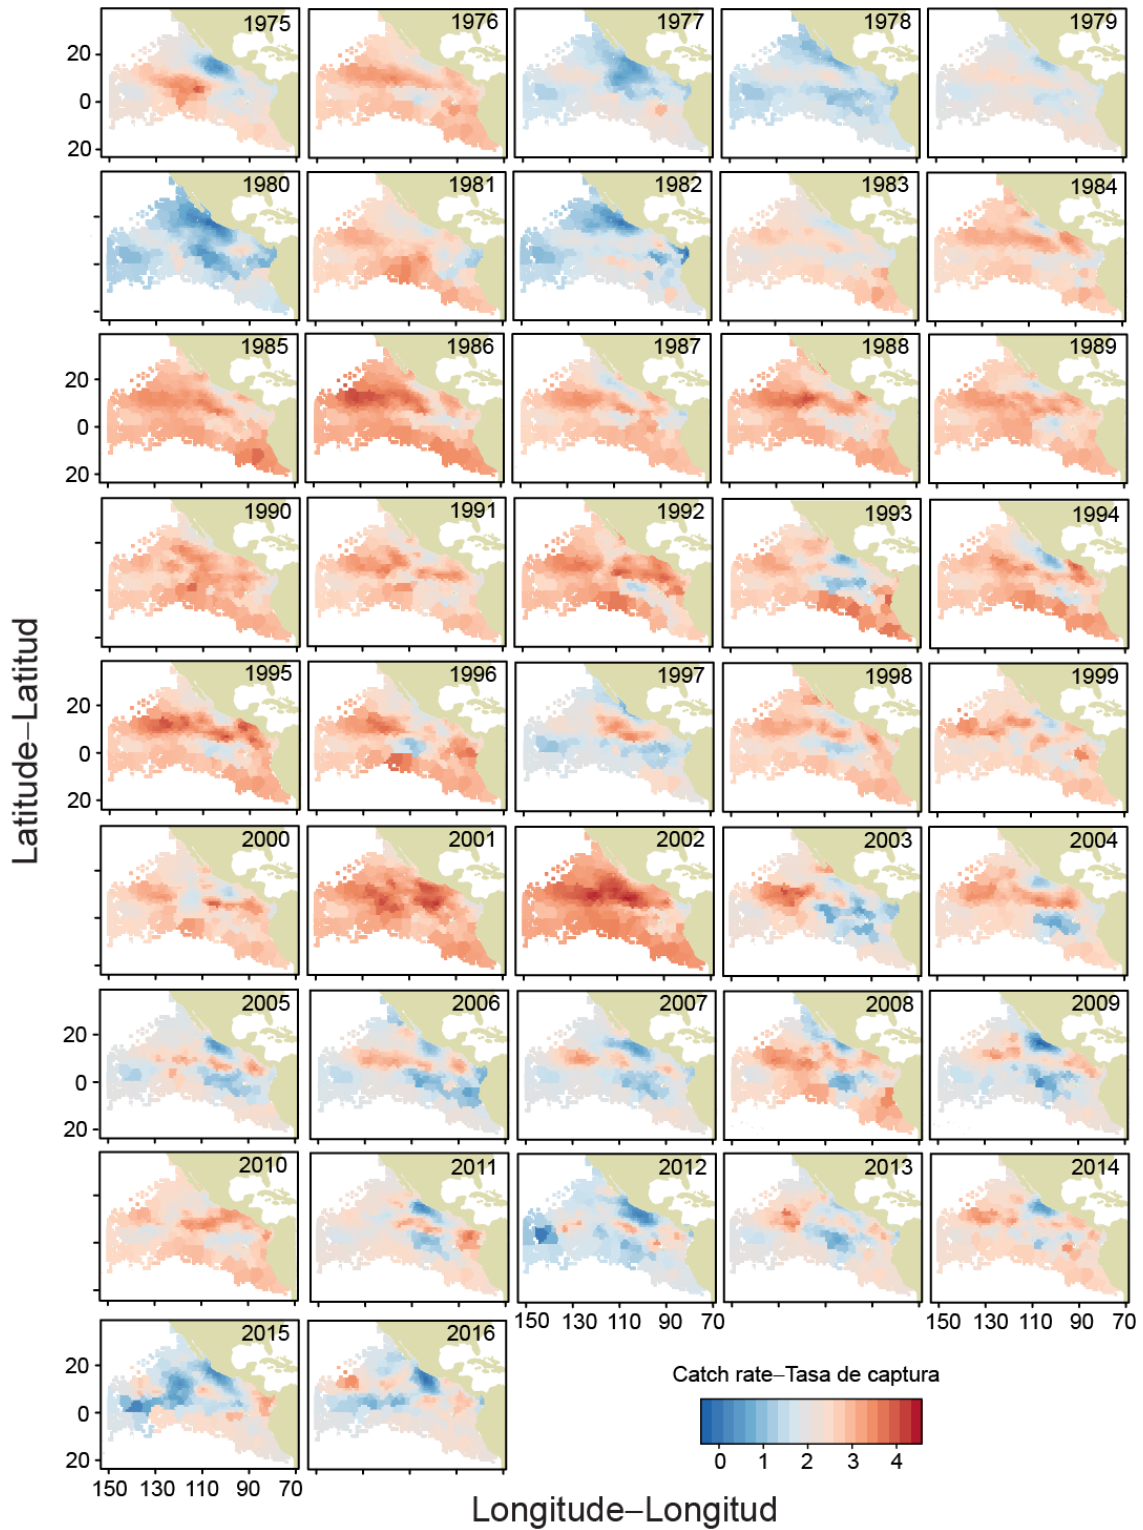 1975 1976 1977 1978 1979
20
0
20
1980 1981 1982 1983 1984
1985 1986 1987 1988 1989
20
0
20
1990 1991 1992 1993 1994
1995 1996 1997 1998 1999
20
0
20
2000 2001 2002 2003 2004
2005 2006 2007 2008 2009
20
0
20
2010 2011 2012 2013 2014
150 130 110 90 70 150 130 110 90 70
2015 2016
20
0
20
150 130 110 90 70
Latitude–Latitud
Longitude–Longitud
Catch rate–Tasa de captura
0 1 2 3 4